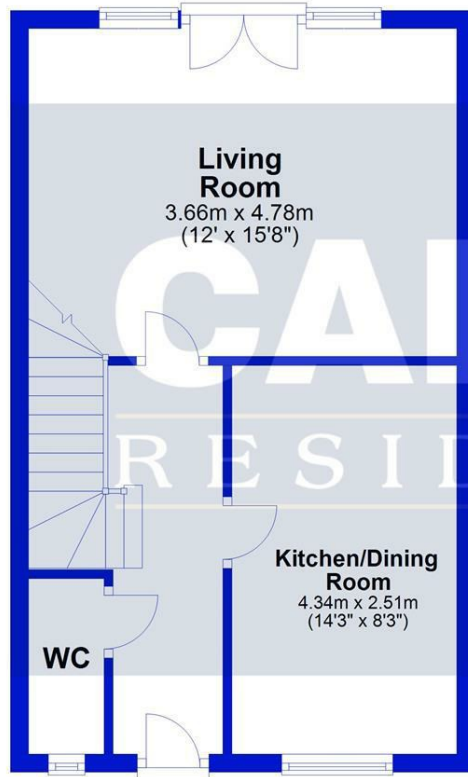 Living
Room
3.66m x 4.78m
(12' x 15'8")
Kitchen/Dining
Room
4.34m x 2.51m
(14'3" x 8'3")
WC